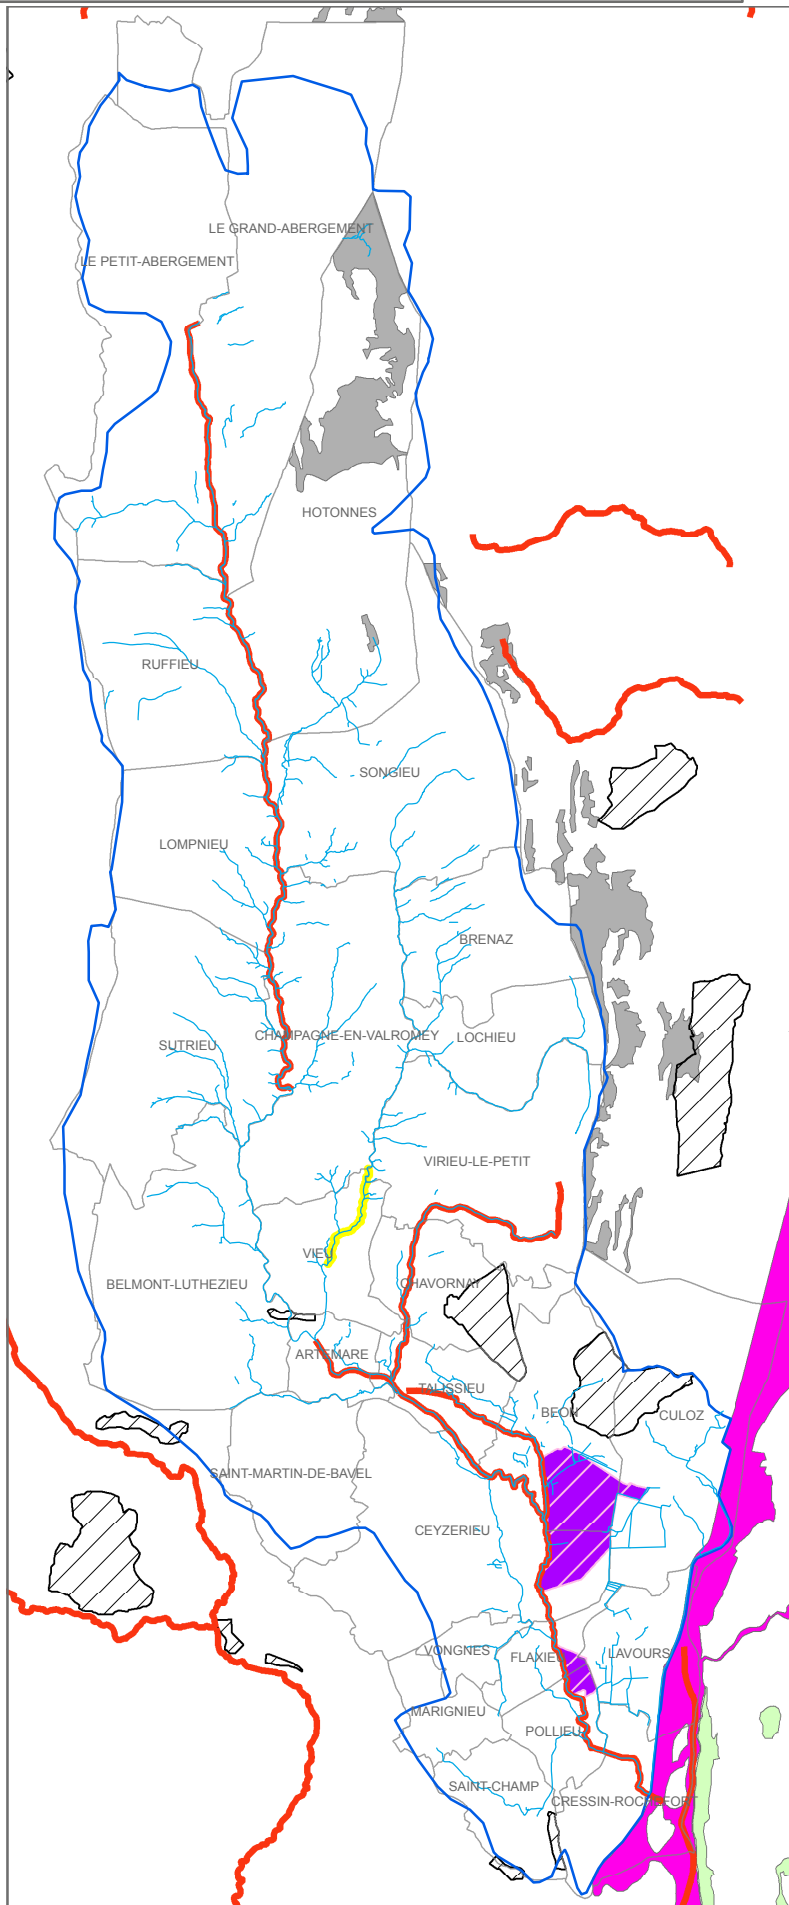 LE GRAND-ABERGEMENT
LE PETIT-ABERGEMENT
HOTONNES
RUFFIEU
SONGIEU
LOMPNIEU
BRENAZ
CHAMPAGNE-EN-VALROMEY
LOCHIEU
SUTRIEU
VIRIEU-LE-PETIT
VIEU
CHAVORNAY
BELMONT-LUTHEZIEU
ARTEMARE
TALISSIEU
BEON
CULOZ
SAINT-MARTIN-DE-BAVEL
CEYZERIEU
VONGNES
FLAXIEU
LAVOURS
MARIGNIEU
POLLIEU
SAINT-CHAMP
CRESSIN-ROCHEFORT